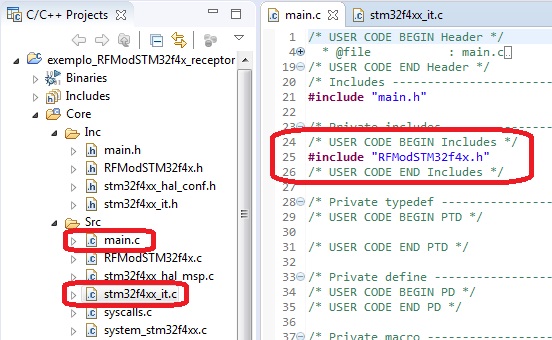 C/C++ Projects
exemplo_RFModSTM32f4x_receptor
Binaries
Includes
Core
Inc
main.h
RFModSTM32f4x.h
stm32f4xx_hal_conf.h
stm32f4xx_it.h
Src
main.c
RFModSTM32f4x.c
stm32f4xx_hal_msp.c
stm32f4xx_it.c
syscalls.c
system_stm32f4xx.c
main.c
stm32f4xx_it.c
1 /* USER CODE BEGIN Header */
4 * @file : main.c
19 /* USER CODE END Header */
20 /* Includes -----------------
21 #include "main.h"
22
23 /* Private includes ---------
24 /* USER CODE BEGIN Includes */
25 #include "RFModSTM32f4x.h"
26 /* USER CODE END Includes */
27
28 /* Private typedef ----------
29 /* USER CODE BEGIN PTD */
30
31 /* USER CODE END PTD */
32
33 /* Private define -----------
34 /* USER CODE BEGIN PD */
35 /* USER CODE END PD */
36
37 /* Private macro ------------